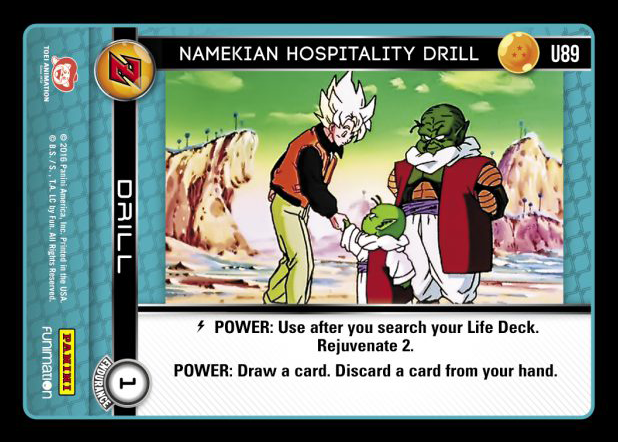 NAMEKIAN HOSPITALITY DRILL
U89
TOEI ANIMATION
© 2016 Panini America, Inc. Printed in the USA.
© B.S. / S., T.A. LC by Fun. All Rights Reserved.
DRILL
Z
POWER: Use after you search your Life Deck.
Rejuvenate 2.
POWER: Draw a card. Discard a card from your hand.
PANINI
FUNIMATION
ENDURANCE
1